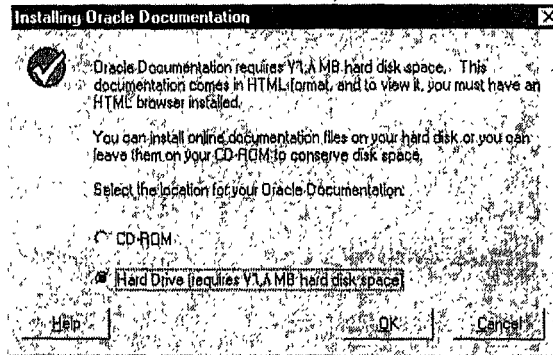 Installing Oracle Documentation
Oracle Documentation requires MB hard disk space. This
documentation comes in HTML format, and to view it, you must have an
HTML browser installed.
You can install online documentation files on your hard disk or you can
leave them on your CD-ROM to conserve disk space.
Select the location for your Oracle Documentation:
CD-ROM
Hard Drive (requires MB hard disk space)
Help
OK
Cancel